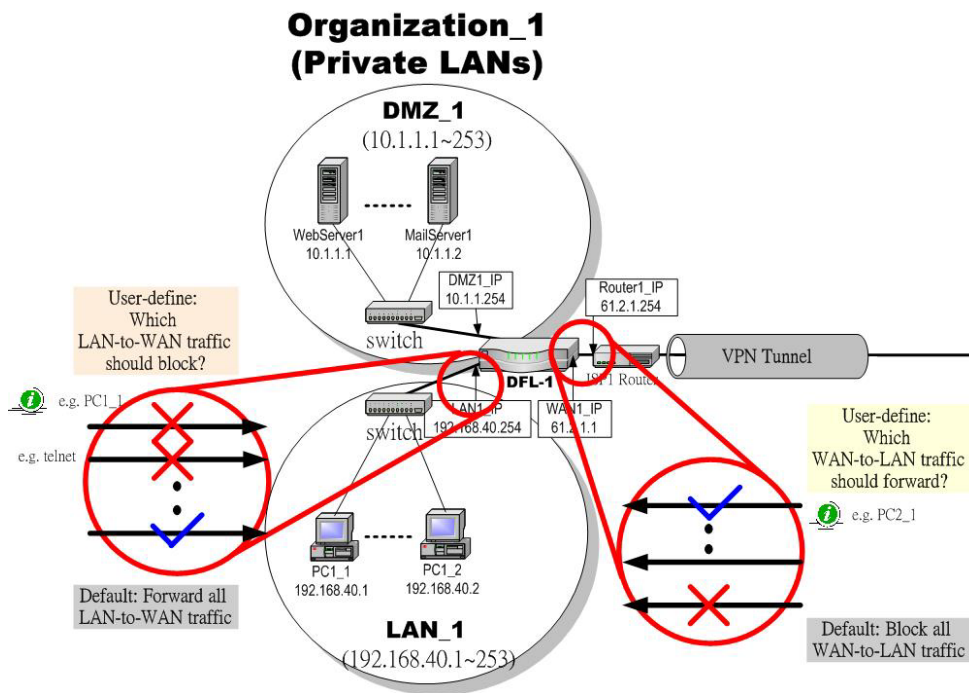 Organization_1
(Private LANs)
DMZ_1
(10.1.1.1~253)
WebServer1
10.1.1.1
MailServer1
10.1.1.2
DMZ1_IP
10.1.1.254
Router1_IP
61.2.1.254
switch
DFL-1
ISP1 Router
VPN Tunnel
User-define:
Which
LAN-to-WAN traffic
should block?
e.g. PC1_1
e.g. telnet
Default: Forward all
LAN-to-WAN traffic
switch
LAN1_IP
192.168.40.254
WAN1_IP
61.2.1.1
User-define:
Which
WAN-to-LAN traffic
should forward?
e.g. PC2_1
Default: Block all
WAN-to-LAN traffic
PC1_1
192.168.40.1
PC1_2
192.168.40.2
LAN_1
(192.168.40.1~253)